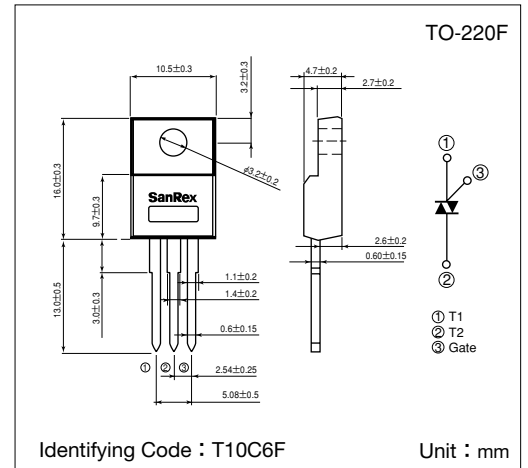 TO-220F
10.5±0.3
3.2±0.2
4.7±0.2
2.7±0.2
16.0±0.3
9.7±0.3
φ3.2±0.2
SanRex
13.0±0.5
3.0±0.3
1.1±0.2
1.4±0.2
0.6±0.15
2.54±0.25
5.08±0.5
① ② ③
2.6±0.2
0.60±0.15
①
③
②
① T1
② T2
③ Gate
Identifying Code：T10C6F
Unit：mm